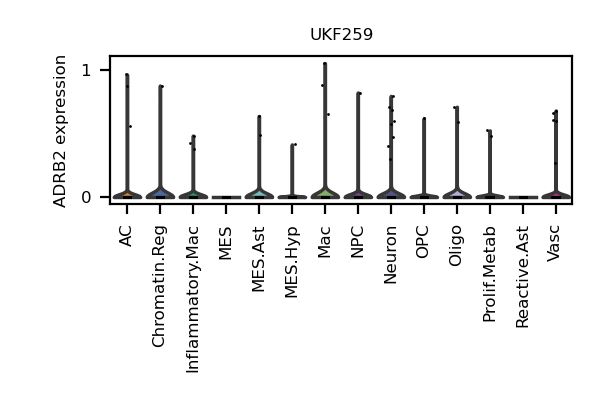 UKF259
ADRB2 expression
1
0
AC
Chromatin.Reg
Inflammatory.Mac
MES
MES.Ast
MES.Hyp
Mac
NPC
Neuron
OPC
Oligo
Prolif.Metab
Reactive.Ast
Vasc